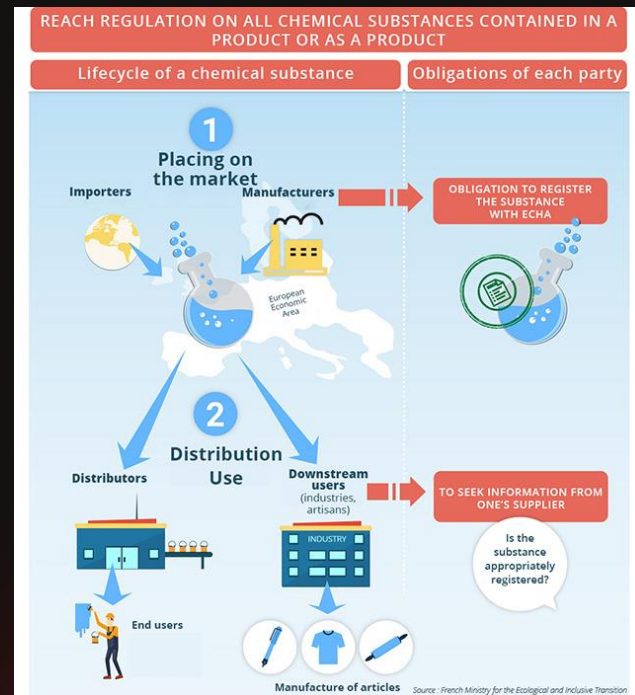 REACH REGULATION ON ALL CHEMICAL SUBSTANCES CONTAINED IN A
PRODUCT OR AS A PRODUCT
Lifecycle of a chemical substance
Obligations of each party
1
Placing on
the market
Importers
Manufacturers
OBLIGATION TO REGISTER
THE SUBSTANCE
WITH ECHA
European
Economic
Area
2
Distribution
Use
Distributors
Downstream
users
(industries,
artisans)
TO SEEK INFORMATION FROM
ONE'S SUPPLIER
INDUSTRY
Is the
substance
appropriately
registered?
End users
Manufacture of articles
Source : French Ministry for the Ecological and Inclusive Transition